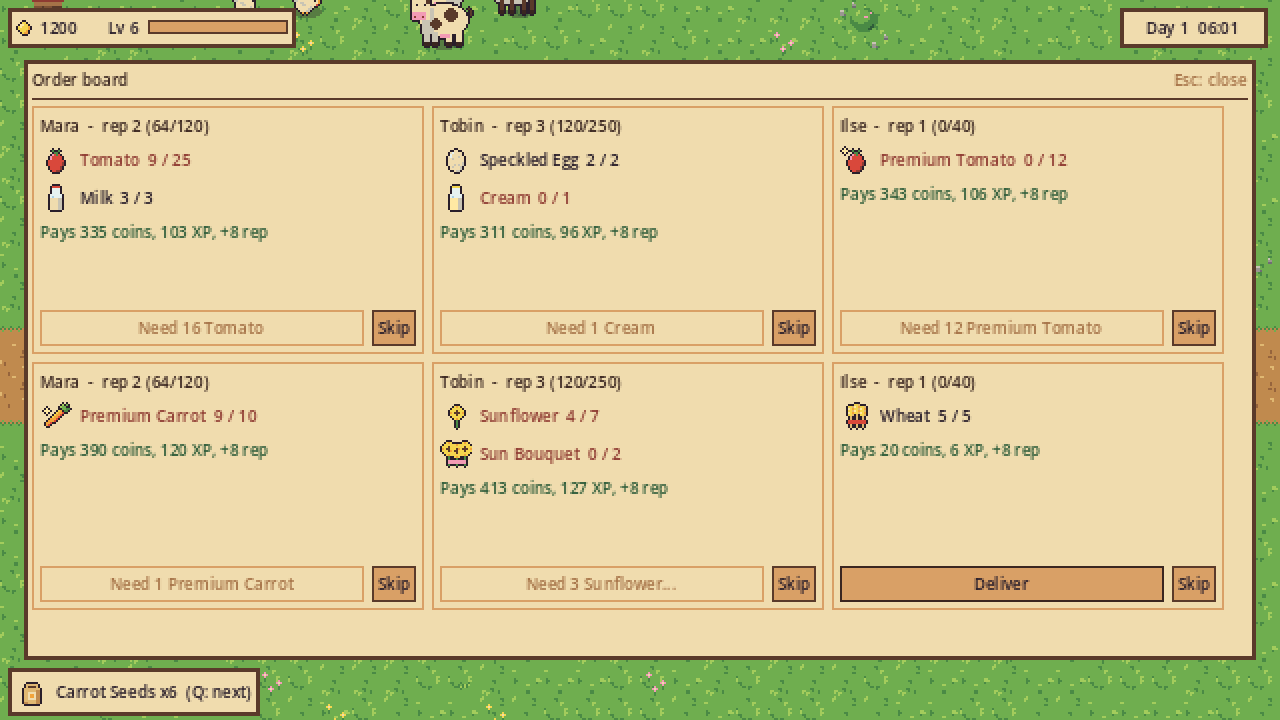 1200 Lv 6
Day 1 06:01
Order board
Esc: close
Mara - rep 2 (64/120)
Tomato 9 / 25
Milk 3 / 3
Pays 335 coins, 103 XP, +8 rep
Need 16 Tomato
Skip
Tobin - rep 3 (120/250)
Speckled Egg 2 / 2
Cream 0 / 1
Pays 311 coins, 96 XP, +8 rep
Need 1 Cream
Skip
Ilse - rep 1 (0/40)
Premium Tomato 0 / 12
Pays 343 coins, 106 XP, +8 rep
Need 12 Premium Tomato
Skip
Mara - rep 2 (64/120)
Premium Carrot 9 / 10
Pays 390 coins, 120 XP, +8 rep
Need 1 Premium Carrot
Skip
Tobin - rep 3 (120/250)
Sunflower 4 / 7
Sun Bouquet 0 / 2
Pays 413 coins, 127 XP, +8 rep
Need 3 Sunflower...
Skip
Ilse - rep 1 (0/40)
Wheat 5 / 5
Pays 20 coins, 6 XP, +8 rep
Deliver
Skip
Carrot Seeds x6 (Q: next)